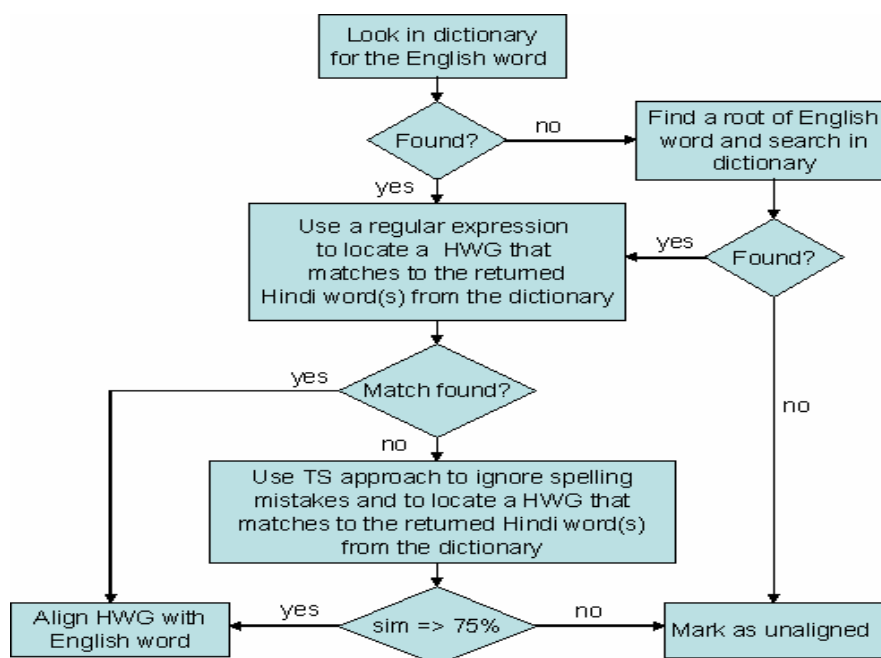 Look in dictionary
for the English word
Found?
no
Find a root of English
word and search in
dictionary
yes
Use a regular expression
to locate a HWG that
matches to the returned
Hindi word(s) from the dictionary
yes
Found?
yes
Match found?
no
no
Use TS approach to ignore spelling
mistakes and to locate a HWG that
matches to the returned Hindi word(s)
from the dictionary
Align HWG with
English word
yes
sim => 75%
no
Mark as unaligned